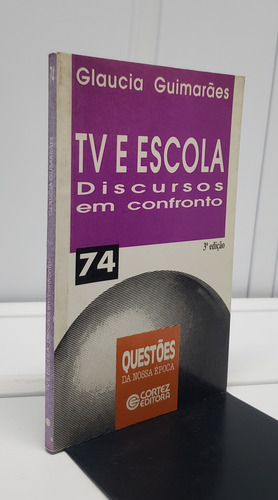 Glaucia Guimarães
TV E ESCOLA
Discursos
em confronto
3ª edição
74
QUESTÕES
DA NOSSA ÉPOCA
CORTEZ
EDITORA